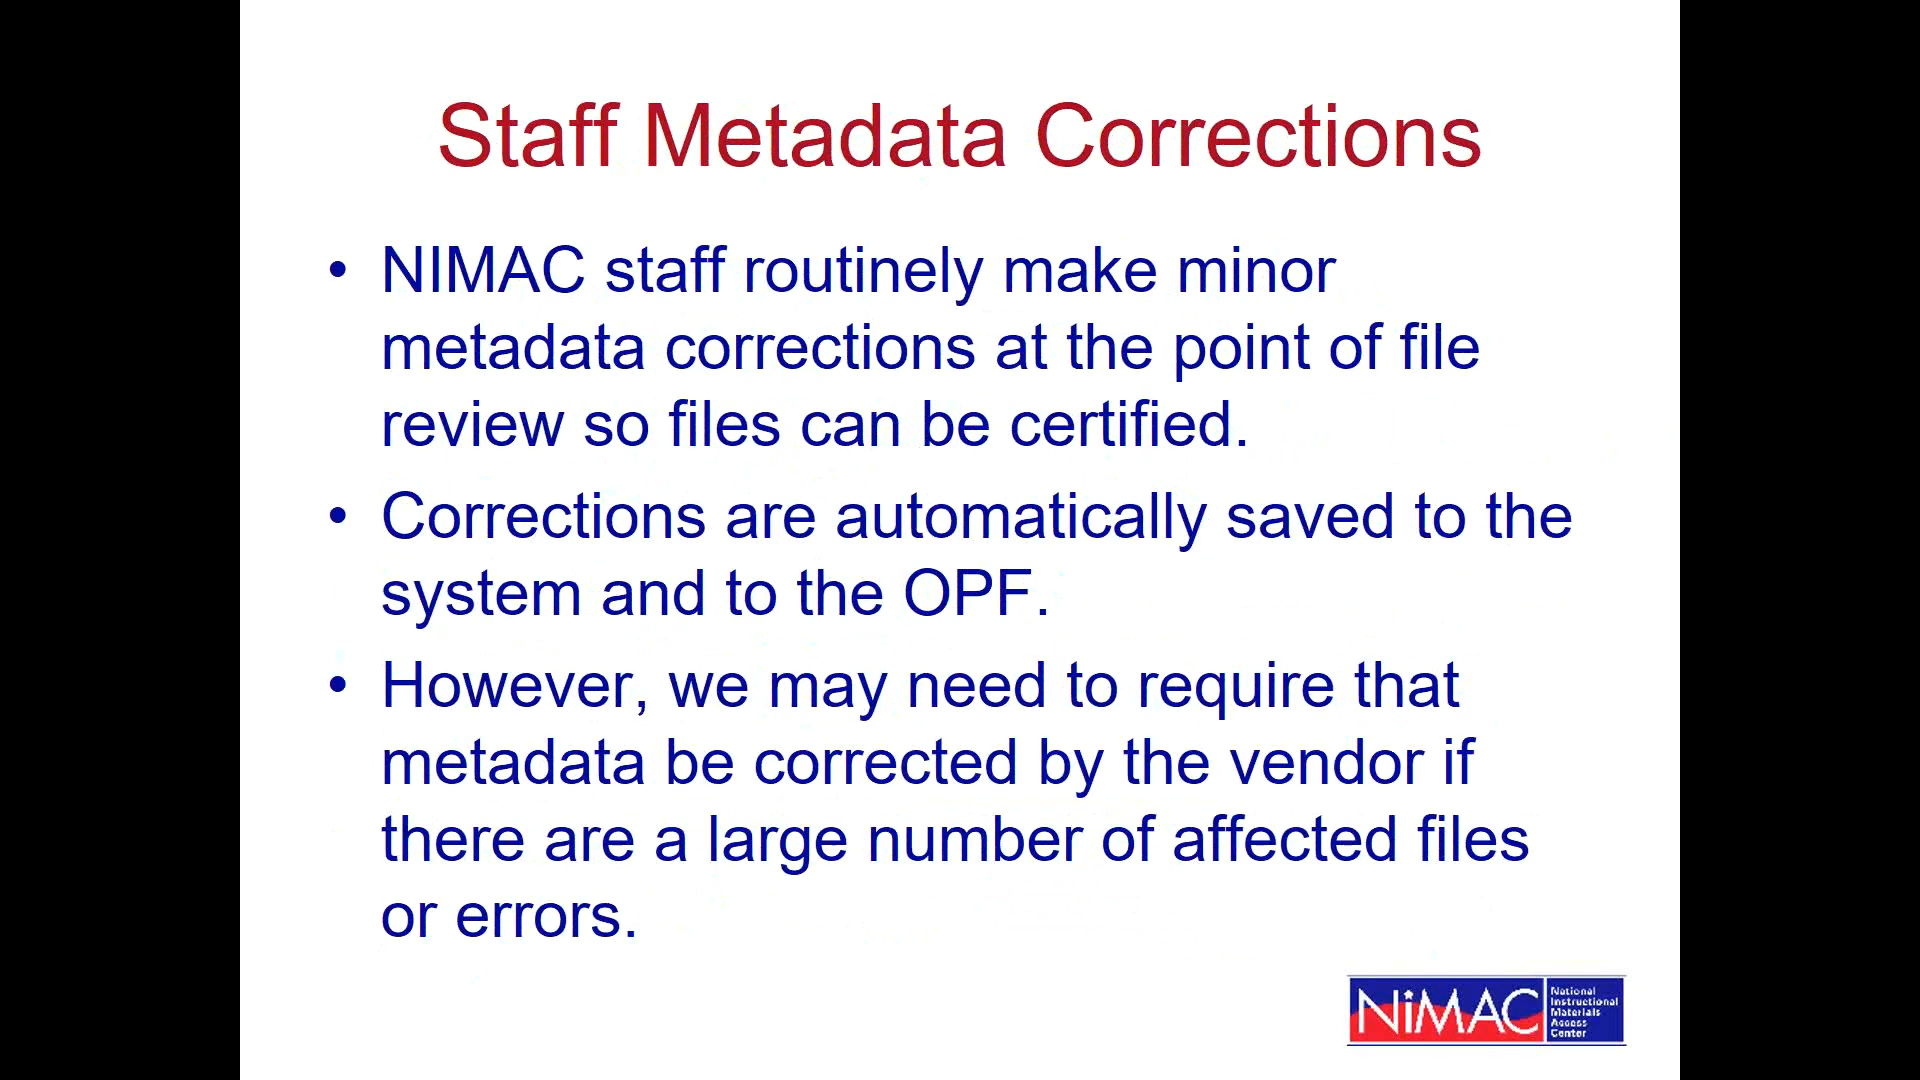 Staff Metadata Corrections
• NIMAC staff routinely make minor
metadata corrections at the point of file
review so files can be certified.
• Corrections are automatically saved to the
system and to the OPF.
• However, we may need to require that
metadata be corrected by the vendor if
there are a large number of affected files
or errors.
NiMAC
National
Instructional
Materials
Access
Center